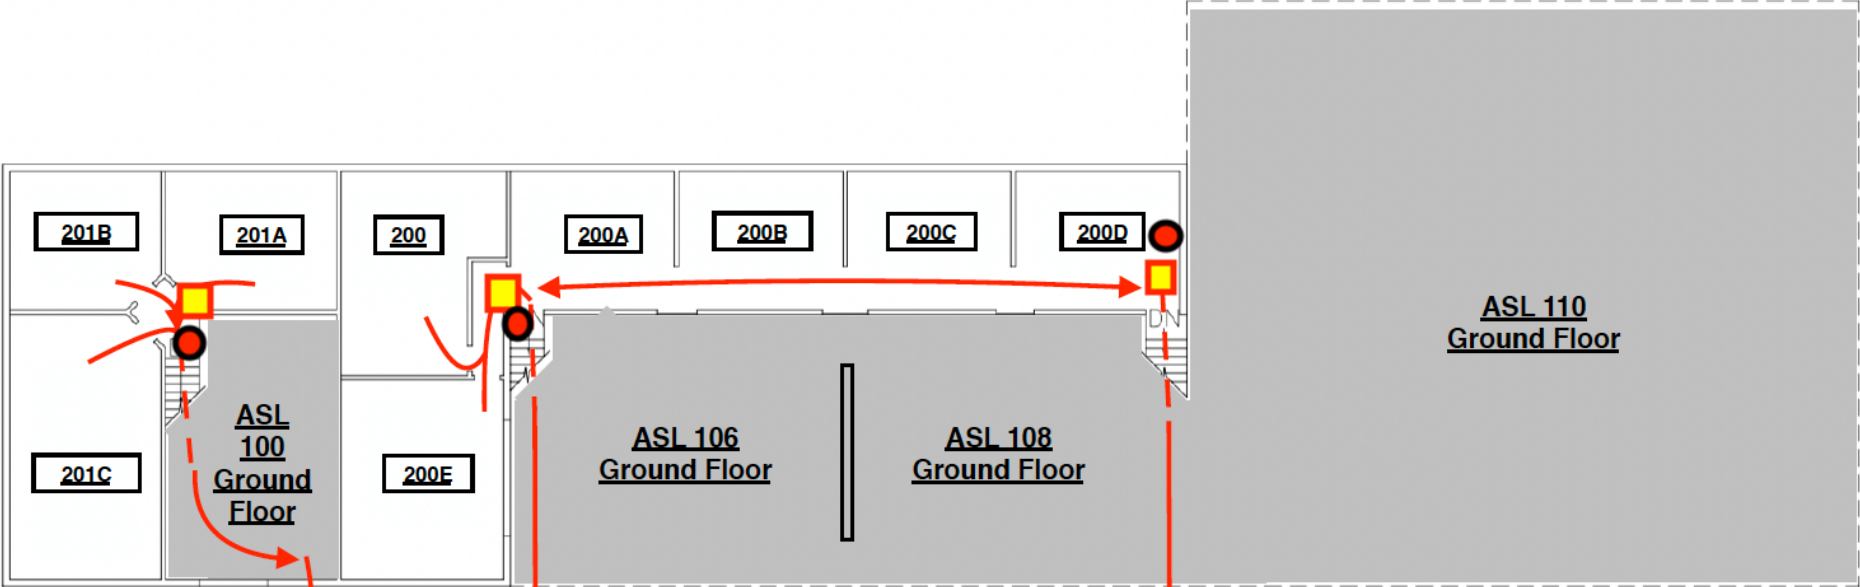 201B
201A
200
200A
200B
200C
200D
DN
ASL 110
Ground Floor
ASL
100
Ground
Floor
ASL 106
Ground Floor
ASL 108
Ground Floor
201C
200E